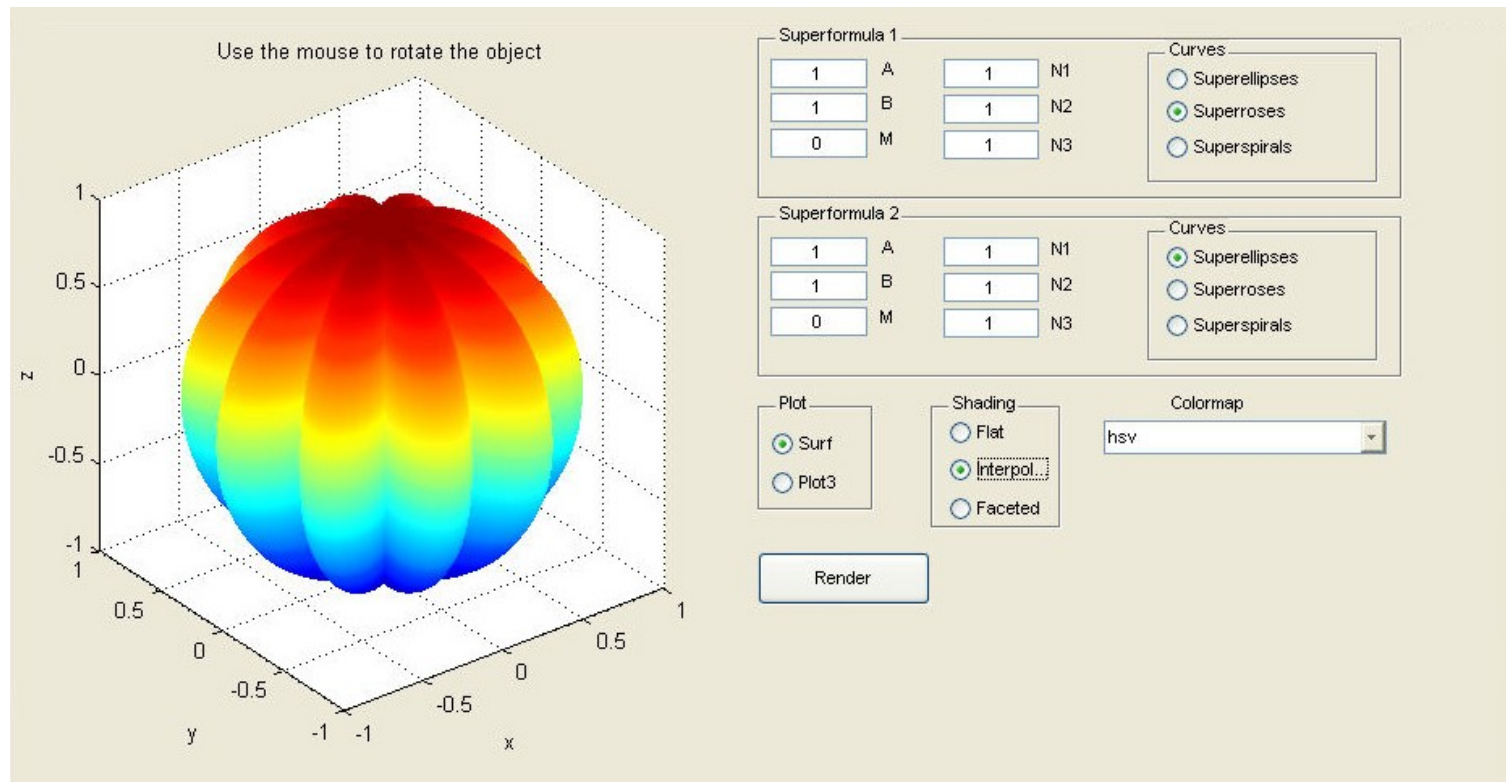 Use the mouse to rotate the object
1
0.5
0
-0.5
-1
z
1
0.5
0
-0.5
-1
y
-1
-0.5
0
0.5
1
x
Superformula 1
1 A 1 N1
1 B 1 N2
0 M 1 N3
Curves
Superellipses
Superroses
Superspirals
Superformula 2
1 A 1 N1
1 B 1 N2
0 M 1 N3
Curves
Superellipses
Superroses
Superspirals
Plot
Surf
Plot3
Shading
Flat
Interpol...
Faceted
Colormap
hsv
Render